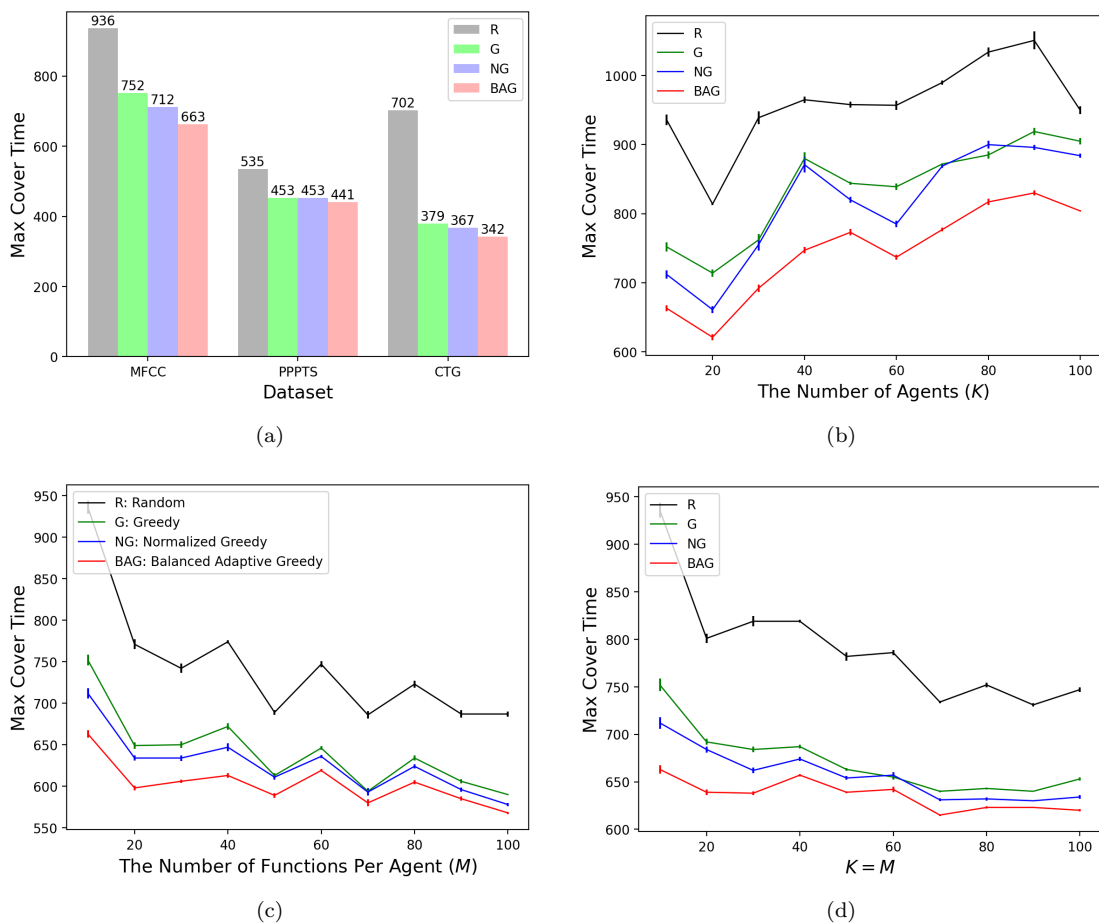 936
752
712
663
535
453
453
441
702
379
367
342
R
G
NG
BAG
800
600
400
200
0
Max Cover Time
MFCC
PPPTS
CTG
Dataset
(a)
R
G
NG
BAG
1000
900
800
700
600
Max Cover Time
20
40
60
80
100
The Number of Agents (K)
(b)
R: Random
G: Greedy
NG: Normalized Greedy
BAG: Balanced Adaptive Greedy
950
900
850
800
750
700
650
600
550
Max Cover Time
20
40
60
80
100
The Number of Functions Per Agent (M)
(c)
R
G
NG
BAG
950
900
850
800
750
700
650
600
Max Cover Time
20
40
60
80
100
K = M
(d)